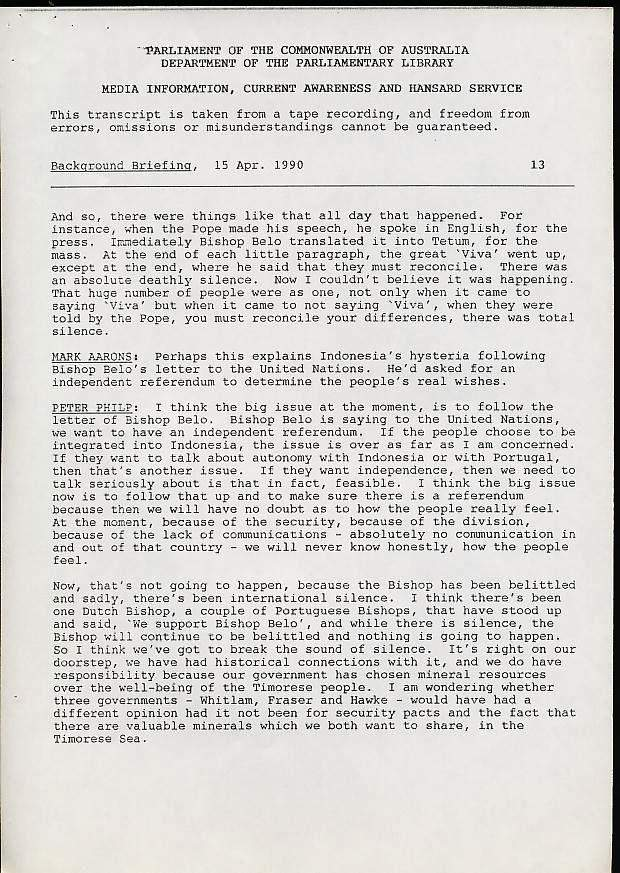 PARLIAMENT OF THE COMMONWEALTH OF AUSTRALIA
DEPARTMENT OF THE PARLIAMENTARY LIBRARY
MEDIA INFORMATION, CURRENT AWARENESS AND HANSARD SERVICE
This transcript is taken from a tape recording, and freedom from
errors, omissions or misunderstandings cannot be guaranteed.
Background Briefing, 15 Apr. 1990 13
And so, there were things like that all day that happened. For
instance, when the Pope made his speech, he spoke in English, for the
press. Immediately Bishop Belo translated it into Tetum, for the
mass. At the end of each little paragraph, the great `Viva' went up,
except at the end, where he said that they must reconcile. There was
an absolute deathly silence. Now I couldn't believe it was happening.
That huge number of people were as one, not only when it came to
saying `Viva' but when it came to not saying `Viva', when they were
told by the Pope, you must reconcile your differences, there was total
silence.
MARK AARONS: Perhaps this explains Indonesia's hysteria following
Bishop Belo's letter to the United Nations. He'd asked for an
independent referendum to determine the people's real wishes.
PETER PHILP: I think the big issue at the moment, is to follow the
letter of Bishop Belo. Bishop Belo is saying to the United Nations,
we want to have an independent referendum. If the people choose to be
integrated into Indonesia, the issue is over as far as I am concerned.
If they want to talk about autonomy with Indonesia or with Portugal,
then that's another issue. If they want independence, then we need to
talk seriously about is that in fact, feasible. I think the big issue
now is to follow that up and to make sure there is a referendum
because then we will have no doubt as to how the people really feel.
At the moment, because of the security, because of the division,
because of the lack of communications - absolutely no communication in
and out of that country - we will never know honestly, how the people
feel.
Now, that's not going to happen, because the Bishop has been belittled
and sadly, there's been international silence. I think there's been
one Dutch Bishop, a couple of Portuguese Bishops, that have stood up
and said, `We support Bishop Belo', and while there is silence, the
Bishop will continue to be belittled and nothing is going to happen.
So I think we've got to break the sound of silence. It's right on our
doorstep, we have had historical connections with it, and we do have
responsibility because our government has chosen mineral resources
over the well-being of the Timorese people. I am wondering whether
three governments - Whitlam, Fraser and Hawke - would have had a
different opinion had it not been for security pacts and the fact that
there are valuable minerals which we both want to share, in the
Timorese Sea.